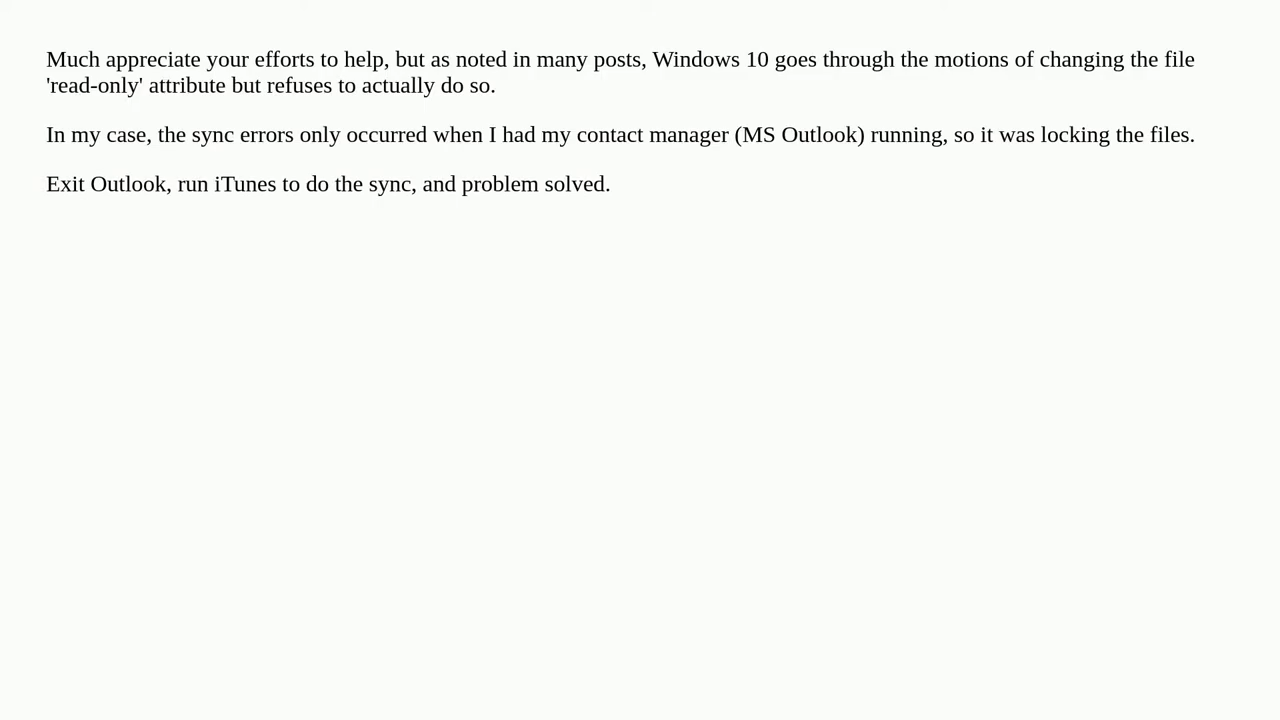 Much appreciate your efforts to help, but as noted in many posts, Windows 10 goes through the motions of changing the file
'read-only' attribute but refuses to actually do so.
In my case, the sync errors only occurred when I had my contact manager (MS Outlook) running, so it was locking the files.
Exit Outlook, run iTunes to do the sync, and problem solved.